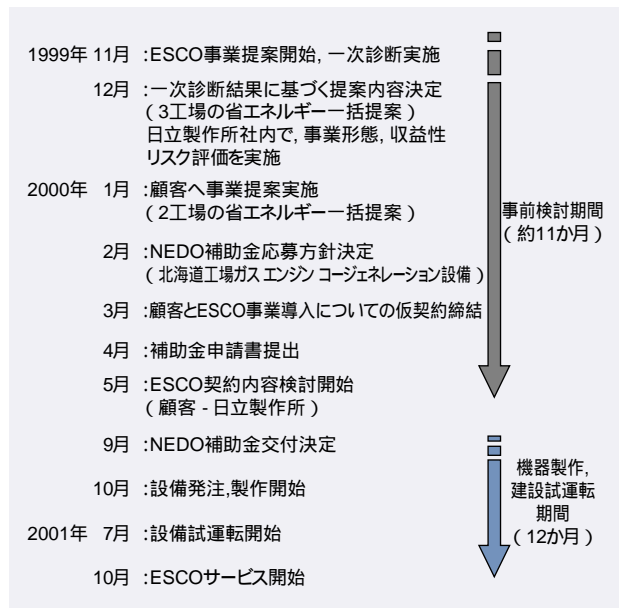 1999年 11月 :ESCO事業提案開始, 一次診断実施
12月 :一次診断結果に基づく提案内容決定
（3工場の省エネルギー一括提案）
日立製作所社内で, 事業形態, 収益性
リスク評価を実施
2000年 1月 :顧客へ事業提案実施
（2工場の省エネルギー一括提案）
2月 :NEDO補助金応募方針決定
（北海道工場ガス エンジン コージェネレーション設備）
3月 :顧客とESCO事業導入についての仮契約締結
4月 :補助金申請書提出
5月 :ESCO契約内容検討開始
（顧客 - 日立製作所）
9月 :NEDO補助金交付決定
10月 :設備発注,製作開始
2001年 7月 :設備試運転開始
10月 :ESCOサービス開始
事前検討期間
（約11か月）
機器製作,
建設試運転
期間
（12か月）